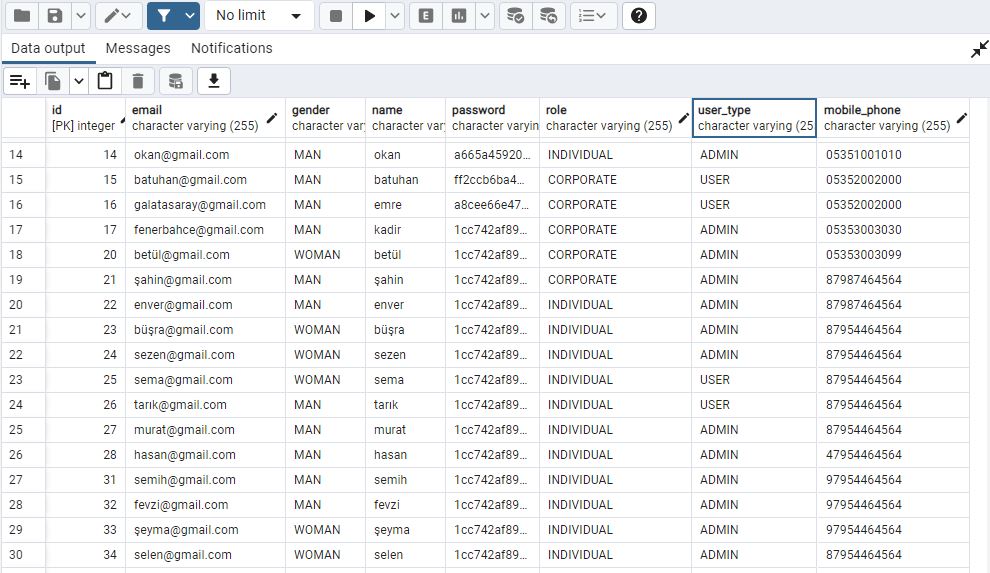 No limit
E
Data output Messages Notifications
id email gender name password role user_type mobile_phone
[PK] integer character varying (255) character var character var character varyin character varying (255) character varying (25 character varying (255)
14 14 okan@gmail.com MAN okan a665a45920... INDIVIDUAL ADMIN 05351001010
15 15 batuhan@gmail.com MAN batuhan ff2ccb6ba4... CORPORATE USER 05352002000
16 16 galatasaray@gmail.com MAN emre a8cee66e47... CORPORATE USER 05352002000
17 17 fenerbahce@gmail.com MAN kadir 1cc742af89... CORPORATE ADMIN 05353003030
18 20 betül@gmail.com WOMAN betül 1cc742af89... CORPORATE ADMIN 05353003099
19 21 şahin@gmail.com MAN şahin 1cc742af89... CORPORATE ADMIN 87987464564
20 22 enver@gmail.com MAN enver 1cc742af89... INDIVIDUAL ADMIN 87987464564
21 23 büşra@gmail.com WOMAN büşra 1cc742af89... INDIVIDUAL ADMIN 87954464564
22 24 sezen@gmail.com WOMAN sezen 1cc742af89... INDIVIDUAL ADMIN 87954464564
23 25 sema@gmail.com WOMAN sema 1cc742af89... INDIVIDUAL USER 87954464564
24 26 tarık@gmail.com MAN tarık 1cc742af89... INDIVIDUAL USER 87954464564
25 27 murat@gmail.com MAN murat 1cc742af89... INDIVIDUAL ADMIN 87954464564
26 28 hasan@gmail.com MAN hasan 1cc742af89... INDIVIDUAL ADMIN 47954464564
27 31 semih@gmail.com MAN semih 1cc742af89... INDIVIDUAL ADMIN 97954464564
28 32 fevzi@gmail.com MAN fevzi 1cc742af89... INDIVIDUAL ADMIN 97954464564
29 33 şeyma@gmail.com WOMAN şeyma 1cc742af89... INDIVIDUAL ADMIN 97954464564
30 34 selen@gmail.com WOMAN selen 1cc742af89... INDIVIDUAL ADMIN 87954464564